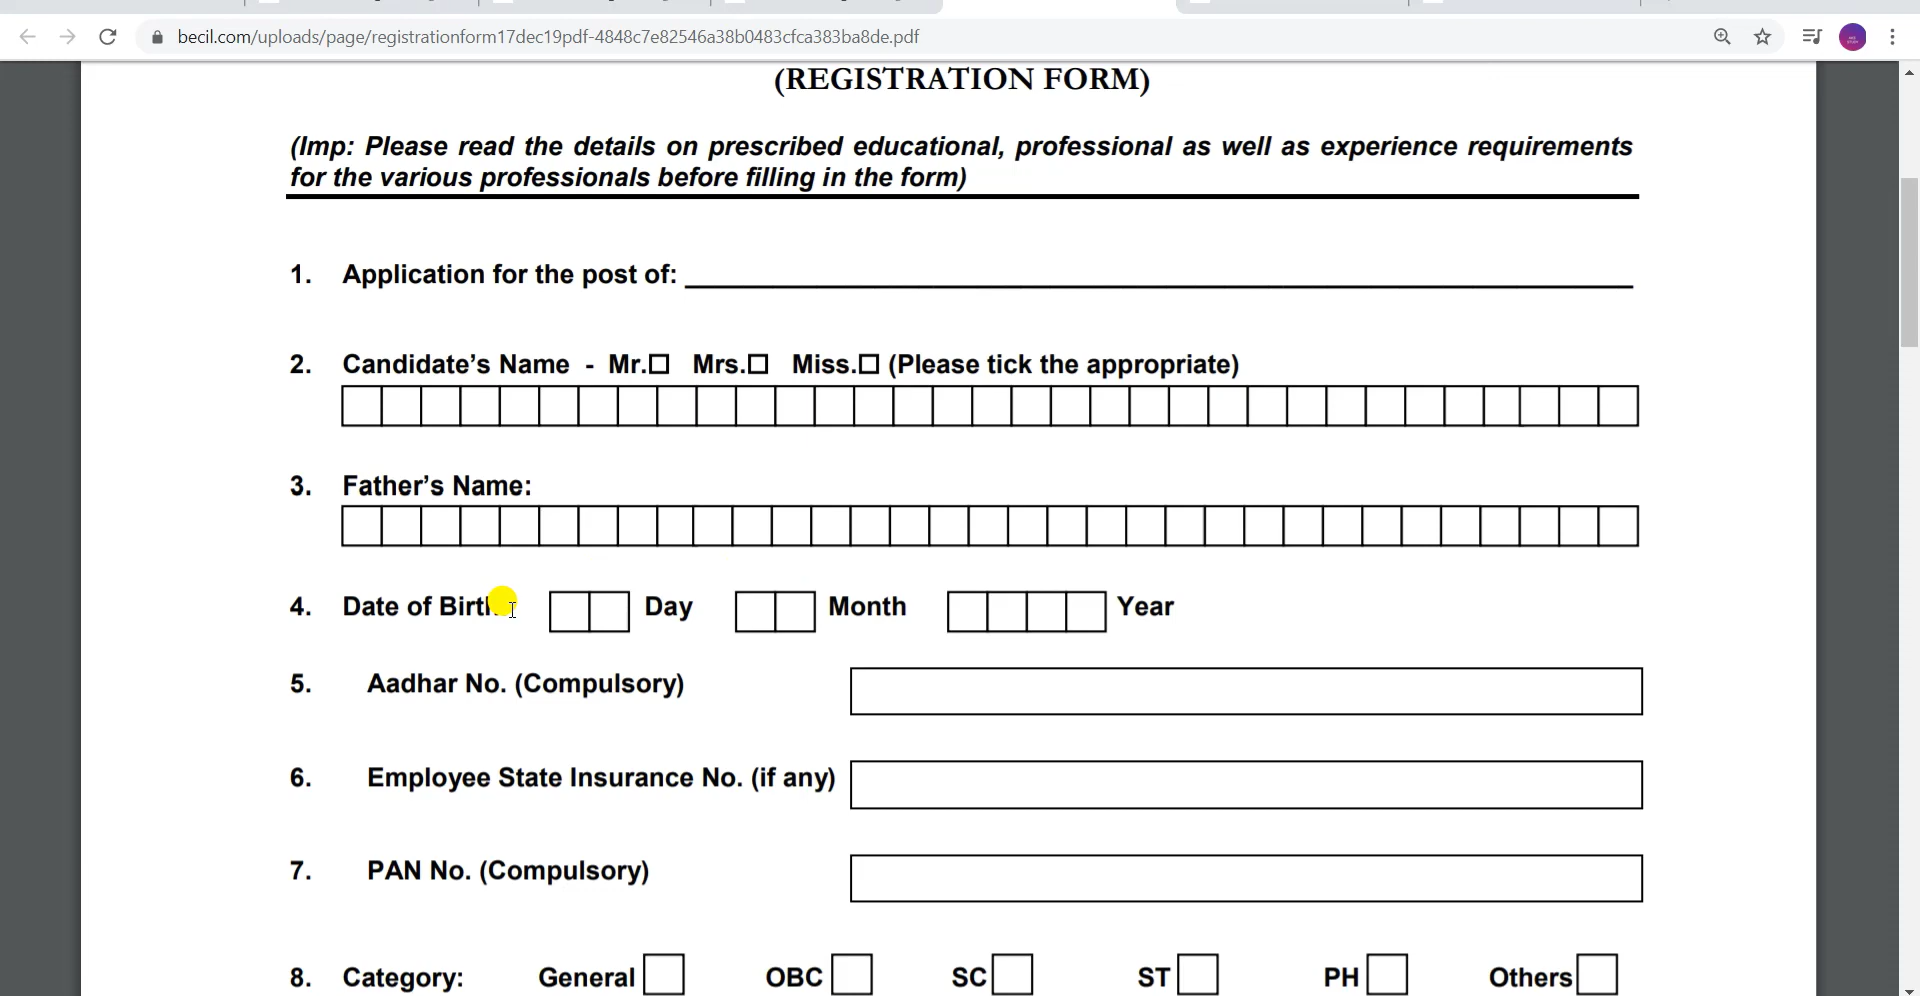 becil.com/uploads/page/registrationform17dec19pdf-4848c7e82546a38b0483cfca383ba8de.pdf
(REGISTRATION FORM)
(Imp: Please read the details on prescribed educational, professional as well as experience requirements
for the various professionals before filling in the form)
1. Application for the post of:
2. Candidate’s Name - Mr. Mrs. Miss. (Please tick the appropriate)
3. Father’s Name:
4. Date of Birth Day Month Year
5. Aadhar No. (Compulsory)
6. Employee State Insurance No. (if any)
7. PAN No. (Compulsory)
8. Category: General OBC SC ST PH Others